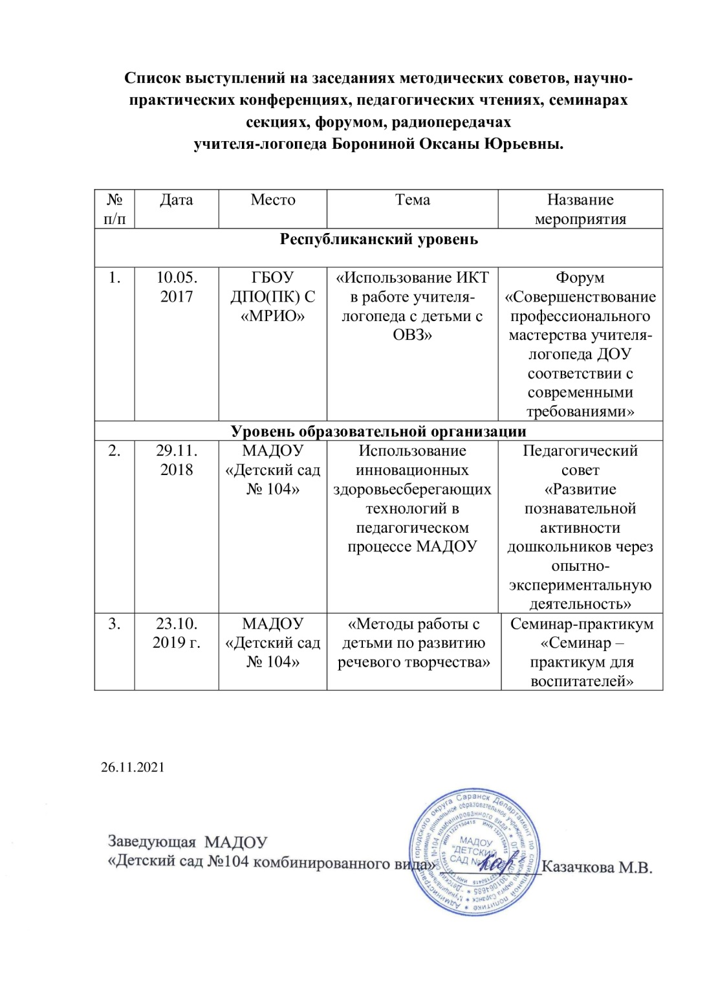 Список выступлений на заседаниях методических советов, научно-
практических конференциях, педагогических чтениях, семинарах
секциях, форумом, радиопередачах
учителя-логопеда Борониной Оксаны Юрьевны.
№ п/п Дата Место Тема Название мероприятия
Республиканский уровень
1. 10.05. ГБОУ «Использование ИКТ Форум
2017 ДПО(ПК) С в работе учителя- «Совершенствование
«МРИО» логопеда с детьми с профессионального
ОВЗ» мастерства учителя-
логопеда ДОУ
соответствии с
современными
требованиями»
Уровень образовательной организации
2. 29.11. МАДОУ Использование Педагогический
2018 «Детский сад инновационных совет
№ 104» здоровьесберегающих «Развитие
технологий в познавательной
педагогическом активности
процессе МАДОУ дошкольников через
опытно-
экспериментальную
деятельность»
3. 23.10. МАДОУ «Методы работы с Семинар-практикум
2019 г. «Детский сад детьми по развитию «Семинар –
№ 104» речевого творчества» практикум для
воспитателей»
26.11.2021
Заведующая МАДОУ
«Детский сад №104 комбинированного вида» Казачкова М.В.
МАДОУ
"ДЕТСКИЙ
САД